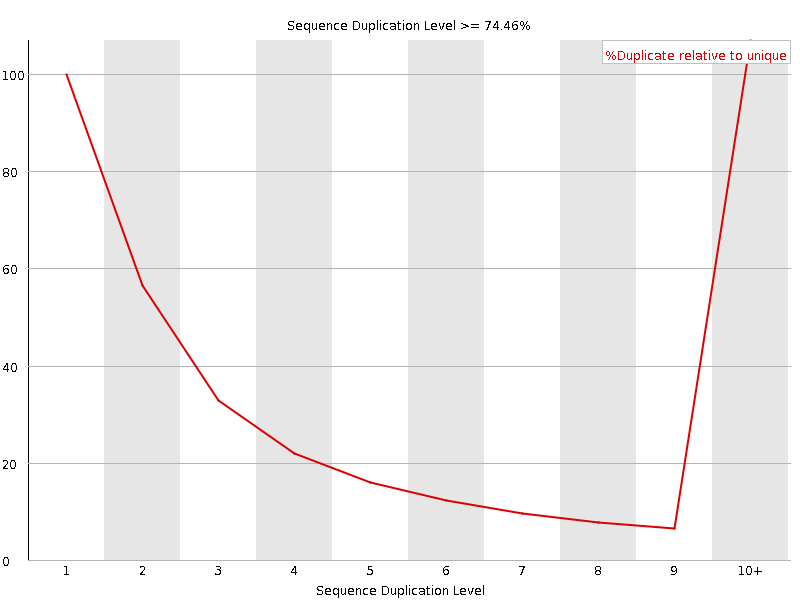 Sequence Duplication Level >= 74.46%
%Duplicate relative to unique
100
80
60
40
20
0
1 2 3 4 5 6 7 8 9 10+
Sequence Duplication Level